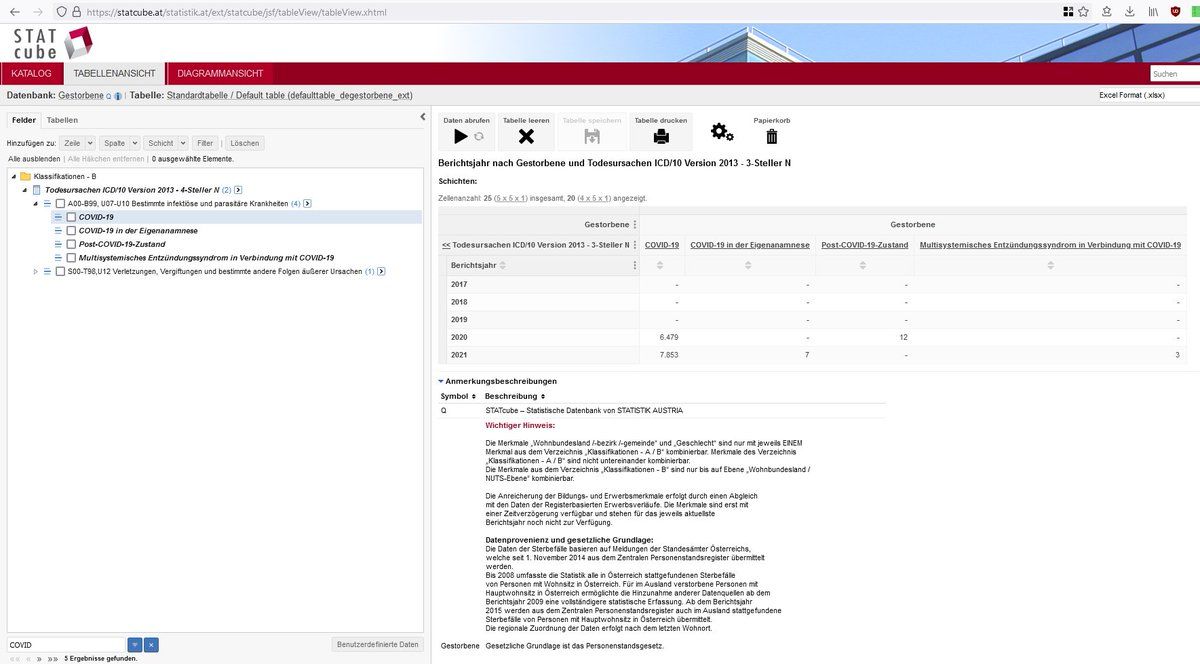 https://statcube.at/statistik.at/ext/statcube/jsf/tableView/tableView.xhtml
STAT
cube
KATALOG TABELLENANSICHT DIAGRAMMANSICHT
Suchen
Datenbank: Gestorbene Q | Tabelle: Standardtabelle / Default table (defaulttable_degestorbene_ext)
Excel Format (.xlsx)
Felder Tabellen
Hinzufügen zu: Zeile Spalte Schicht Filter Löschen
Alle ausblenden | Alle Häkchen entfernen | 0 ausgewählte Elemente.
Klassifikationen - B
Todesursachen ICD/10 Version 2013 - 4-Steller N (2)
A00-B99, U07-U10 Bestimmte infektiöse und parasitäre Krankheiten (4)
COVID-19
COVID-19 in der Eigenanamnese
Post-COVID-19-Zustand
Multisystemisches Entzündungssyndrom in Verbindung mit COVID-19
S00-T98,U12 Verletzungen, Vergiftungen und bestimmte andere Folgen äußerer Ursachen (1)
COVID
Benutzerdefinierte Daten
5 Ergebnisse gefunden.
Daten abrufen Tabelle leeren Tabelle speichern Tabelle drucken Papierkorb
Berichtsjahr nach Gestorbene und Todesursachen ICD/10 Version 2013 - 3-Steller N
Schichten:
Zellenanzahl: 25 (5 x 5 x 1) insgesamt, 20 (4 x 5 x 1) angezeigt.
Gestorbene Gestorbene
<< Todesursachen ICD/10 Version 2013 - 3-Steller N COVID-19 COVID-19 in der Eigenanamnese Post-COVID-19-Zustand Multisystemisches Entzündungssyndrom in Verbindung mit COVID-19
Berichtsjahr
2017 - - - -
2018 - - - -
2019 - - - -
2020 6.479 - 12 -
2021 7.853 7 - 3
Anmerkungsbeschreibungen
Symbol Beschreibung
Q STATcube – Statistische Datenbank von STATISTIK AUSTRIA
Wichtiger Hinweis:
Die Merkmale „Wohnbundesland /-bezirk /-gemeinde“ und „Geschlecht“ sind nur mit jeweils EINEM
Merkmal aus dem Verzeichnis „Klassifikationen - A / B“ kombinierbar. Merkmale des Verzeichnis
„Klassifikationen - A / B“ sind nicht untereinander kombinierbar.
Die Merkmale aus dem Verzeichnis „Klassifikationen - B“ sind nur bis auf Ebene „Wohnbundesland /
NUTS-Ebene“ kombinierbar.
Die Anreicherung der Bildungs- und Erwerbsmerkmale erfolgt durch einen Abgleich
mit den Daten der Registerbasierten Erwerbsverläufe. Die Merkmale sind erst mit
einer Zeitverzögerung verfügbar und stehen für das jeweils aktuellste
Berichtsjahr noch nicht zur Verfügung.
Datenprovenienz und gesetzliche Grundlage:
Die Daten der Sterbefälle basieren auf Meldungen der Standesämter Österreichs,
welche seit 1. November 2014 aus dem Zentralen Personenstandsregister übermittelt
werden.
Bis 2008 umfasste die Statistik alle in Österreich stattgefundenen Sterbefälle
von Personen mit Wohnsitz in Österreich. Für im Ausland verstorbene Personen mit
Hauptwohnsitz in Österreich ermöglichte die Hinzunahme anderer Datenquellen ab dem
Berichtsjahr 2009 eine vollständigere statistische Erfassung. Ab dem Berichtsjahr
2015 werden aus dem Zentralen Personenstandsregister auch im Ausland stattgefundene
Sterbefälle von Personen mit Hauptwohnsitz in Österreich übermittelt.
Die regionale Zuordnung der Daten erfolgt nach dem letzten Wohnort.
Gestorbene Gesetzliche Grundlage ist das Personenstandsgesetz.